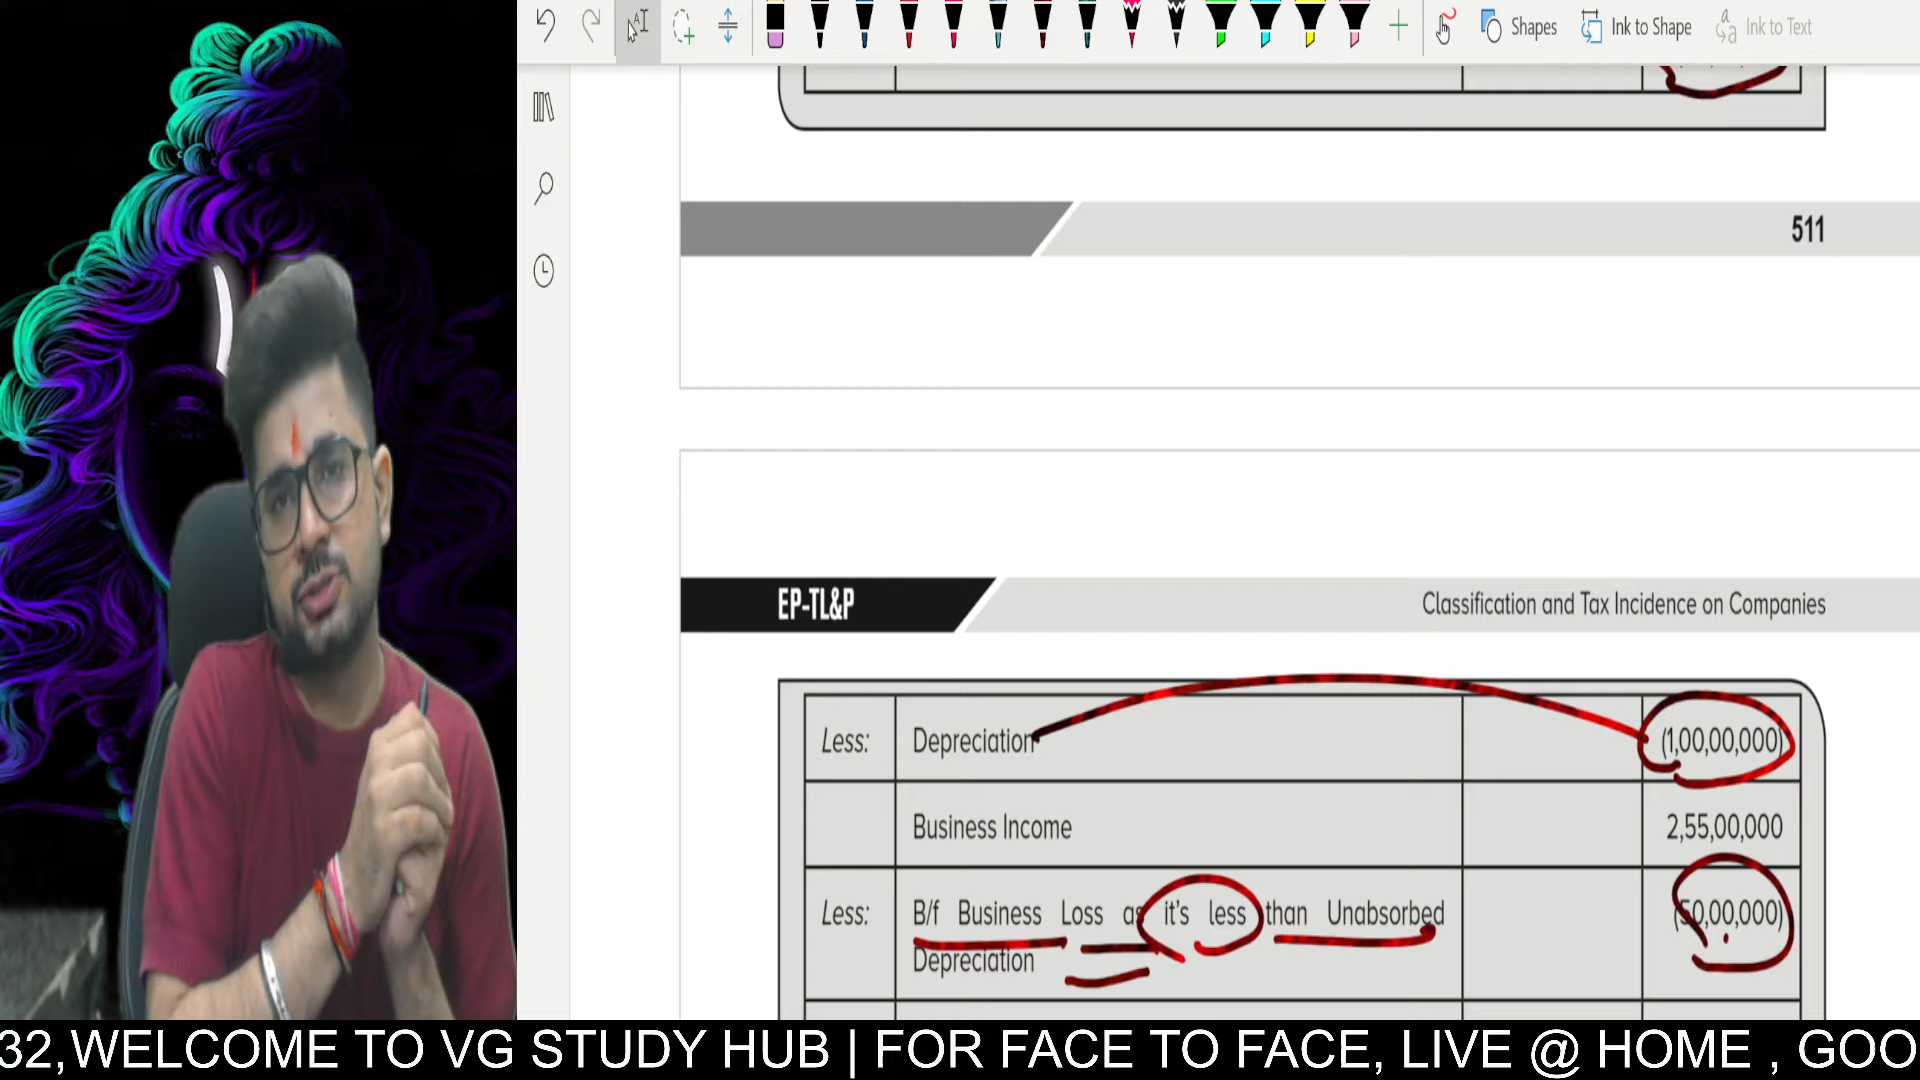 Shapes Ink to Shape Ink to Text
511
EP-TL&P Classification and Tax Incidence on Companies
Less: Depreciation (1,00,00,000)
Business Income 2,55,00,000
Less: B/f Business Loss as it's less than Unabsorbed (50,00,000)
Depreciation
32,WELCOME TO VG STUDY HUB | FOR FACE TO FACE, LIVE @ HOME , GOO